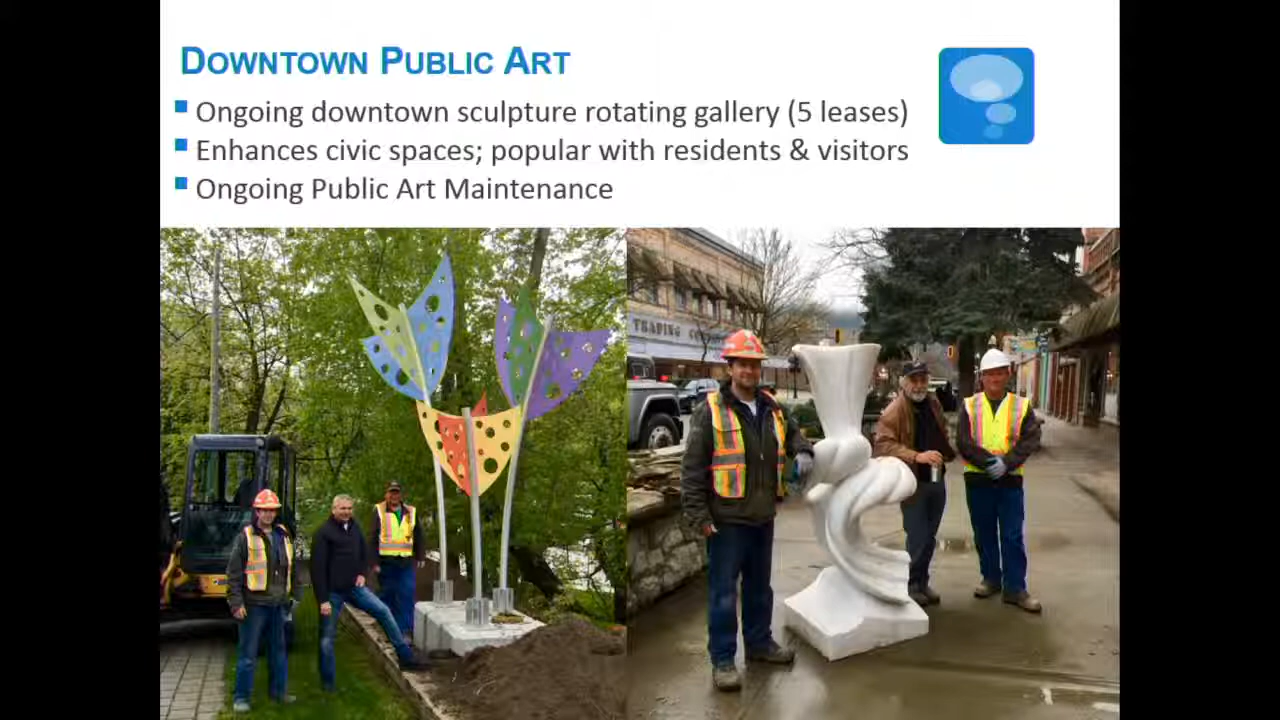 DOWNTOWN PUBLIC ART
Ongoing downtown sculpture rotating gallery (5 leases)
Enhances civic spaces; popular with residents & visitors
Ongoing Public Art Maintenance
TRADING